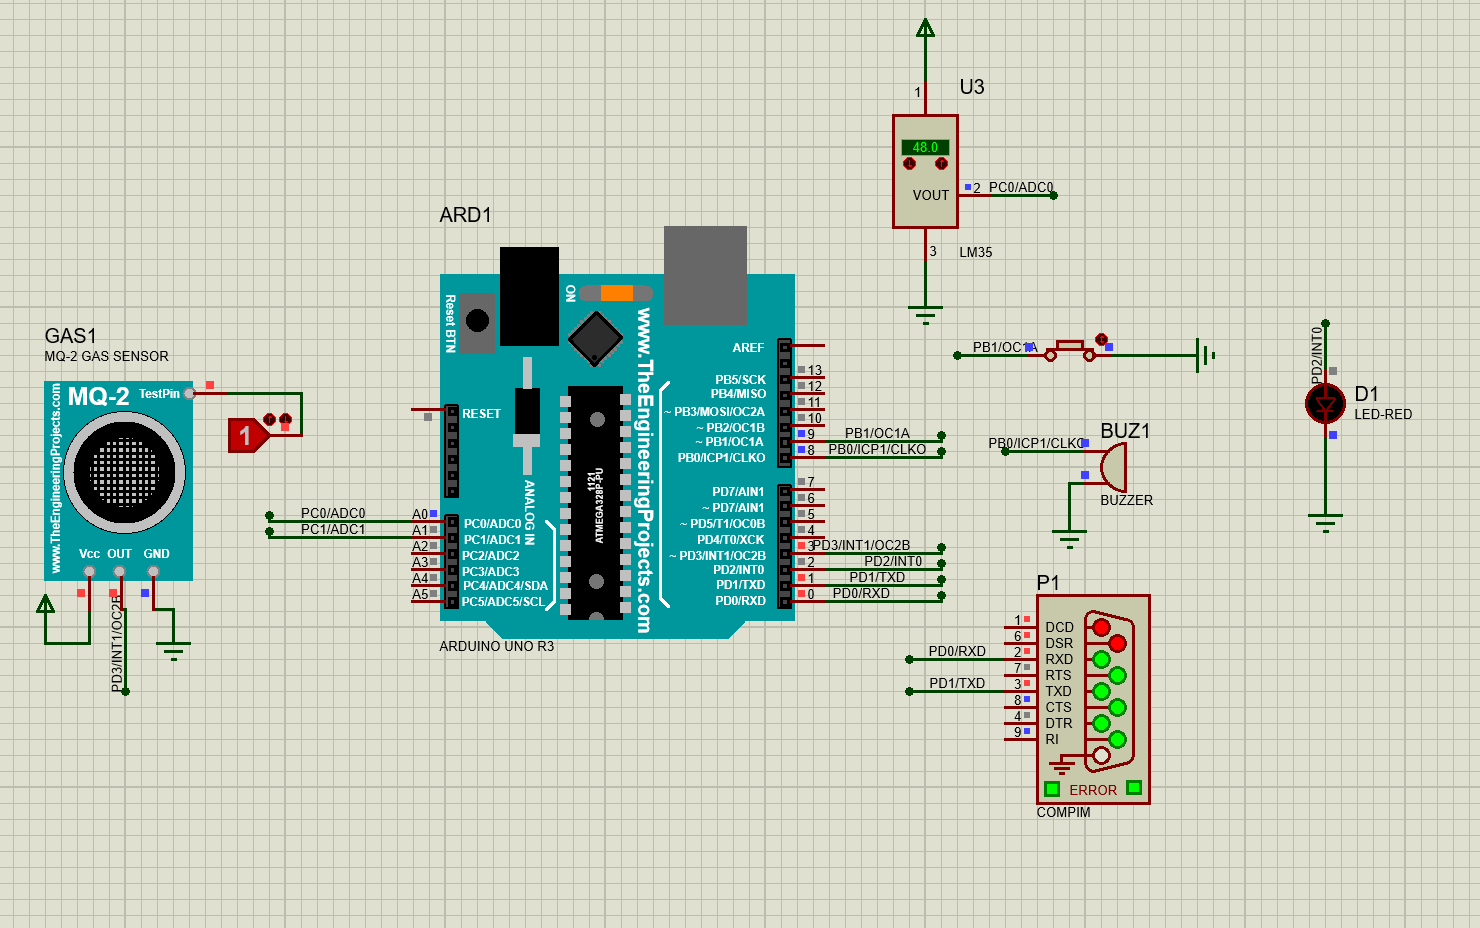 U3
1
48.0
VOUT
2
PC0/ADC0
3
LM35
ARD1
ARDUINO UNO R3
Reset BTN
ON
www.TheEngineeringProjects.com
RESET
ANALOG IN
1121
ATMEGA328P-PU
AREF
PB5/SCK
13
PB4/MISO
12
~ PB3/MOSI/OC2A
11
~ PB2/OC1B
10
~ PB1/OC1A
9
PB1/OC1A
PB0/ICP1/CLKO
8
PB0/ICP1/CLKO
PD7/AIN1
7
~ PD7/AIN1
6
~ PD5/T1/OC0B
5
PD4/T0/XCK
4
~ PD3/INT1/OC2B
3
PD3/INT1/OC2B
PD2/INT0
2
PD2/INT0
PD1/TXD
1
PD1/TXD
PD0/RXD
0
PD0/RXD
PC0/ADC0
A0
PC0/ADC0
PC1/ADC1
A1
PC1/ADC1
A2
PC2/ADC2
A3
PC3/ADC3
A4
PC4/ADC4/SDA
A5
PC5/ADC5/SCL
GAS1
MQ-2 GAS SENSOR
www.TheEngineeringProjects.com
MQ-2
TestPin
1
Vcc OUT GND
PD3/INT1/OC2B
PB1/OC1A
PD2/INT0
D1
LED-RED
BUZ1
PB0/ICP1/CLKO
BUZZER
P1
1
DCD
6
DSR
PD0/RXD
2
RXD
7
RTS
PD1/TXD
3
TXD
8
CTS
4
DTR
9
RI
ERROR
COMPIM